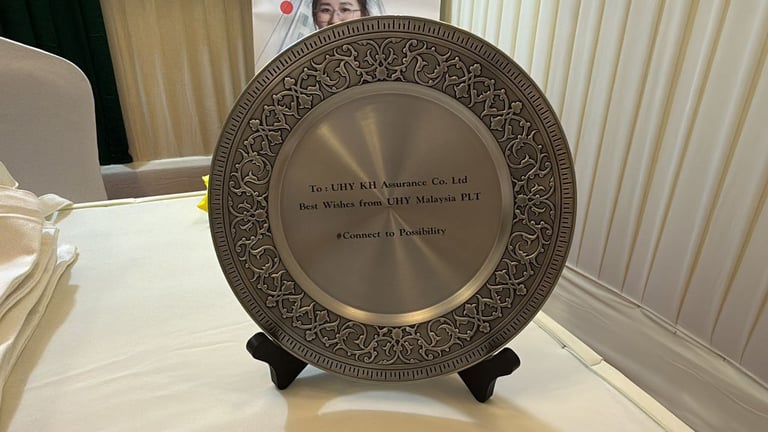 To : UHY KH Assurance Co. Ltd
Best Wishes from UHY Malaysia PLT
#Connect to Possibility